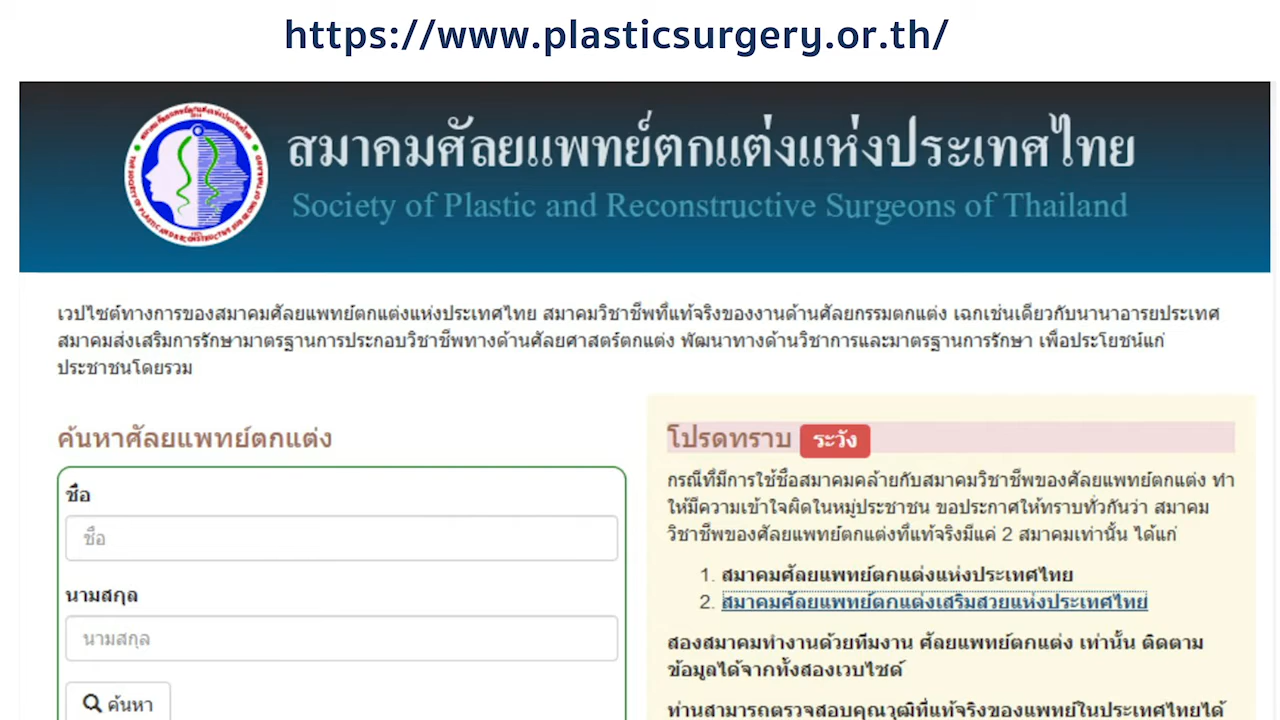 https://www.plasticsurgery.or.th/
สมาคมศัลยแพทย์ตกแต่งแห่งประเทศไทย
Society of Plastic and Reconstructive Surgeons of Thailand
เวปไซต์ทางการของสมาคมศัลยแพทย์ตกแต่งแห่งประเทศไทย สมาคมวิชาชีพที่แท้จริงของงานด้านศัลยกรรมตกแต่ง เฉกเช่นเดียวกับนานาอารยประเทศ
สมาคมส่งเสริมการรักษามาตรฐานการประกอบวิชาชีพทางด้านศัลยศาสตร์ตกแต่ง พัฒนาทางด้านวิชาการและมาตรฐานการรักษา เพื่อประโยชน์แก่
ประชาชนโดยรวม
ค้นหาศัลยแพทย์ตกแต่ง
ชื่อ
ชื่อ
นามสกุล
นามสกุล
ค้นหา
โปรดทราบ ระวัง
กรณีที่มีการใช้ชื่อสมาคมคล้ายกับสมาคมวิชาชีพของศัลยแพทย์ตกแต่ง ทำ
ให้มีความเข้าใจผิดในหมู่ประชาชน ขอประกาศให้ทราบทั่วกันว่า สมาคม
วิชาชีพของศัลยแพทย์ตกแต่งที่แท้จริงมีแค่ 2 สมาคมเท่านั้น ได้แก่
1. สมาคมศัลยแพทย์ตกแต่งแห่งประเทศไทย
2. สมาคมศัลยแพทย์ตกแต่งเสริมสวยแห่งประเทศไทย
สองสมาคมทำงานด้วยทีมงาน ศัลยแพทย์ตกแต่ง เท่านั้น ติดตาม
ข้อมูลได้จากทั้งสองเวบไซด์
ท่านสามารถตรวจสอบคุณวุฒิที่แท้จริงของแพทย์ในประเทศไทยได้